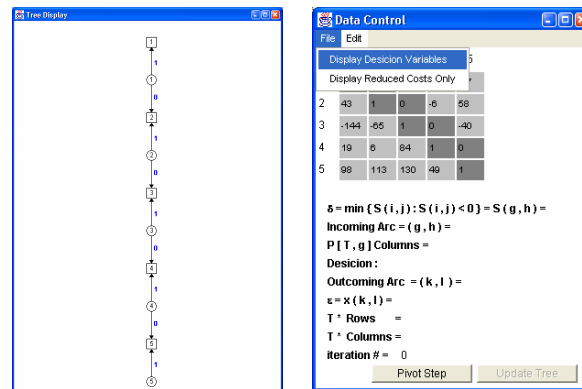 Tree Display
1
1
1
0
2
1
2
0
3
1
3
0
4
1
4
0
5
1
5
Data Control
File Edit
Display Desicion Variables
5
Display Reduced Costs Only
2 43 1 0 -6 58
3 -144 -65 1 0 -40
4 19 6 84 1 0
5 98 113 130 49 1
δ = min { S ( i , j ) : S ( i , j ) < 0 } = S ( g , h ) =
Incoming Arc = ( g , h ) =
P [ T , g ] Columns =
Desicion :
Outcoming Arc = ( k , l ) =
ε = x ( k , l ) =
T * Rows =
T * Columns =
iteration # = 0
Pivot Step Update Tree